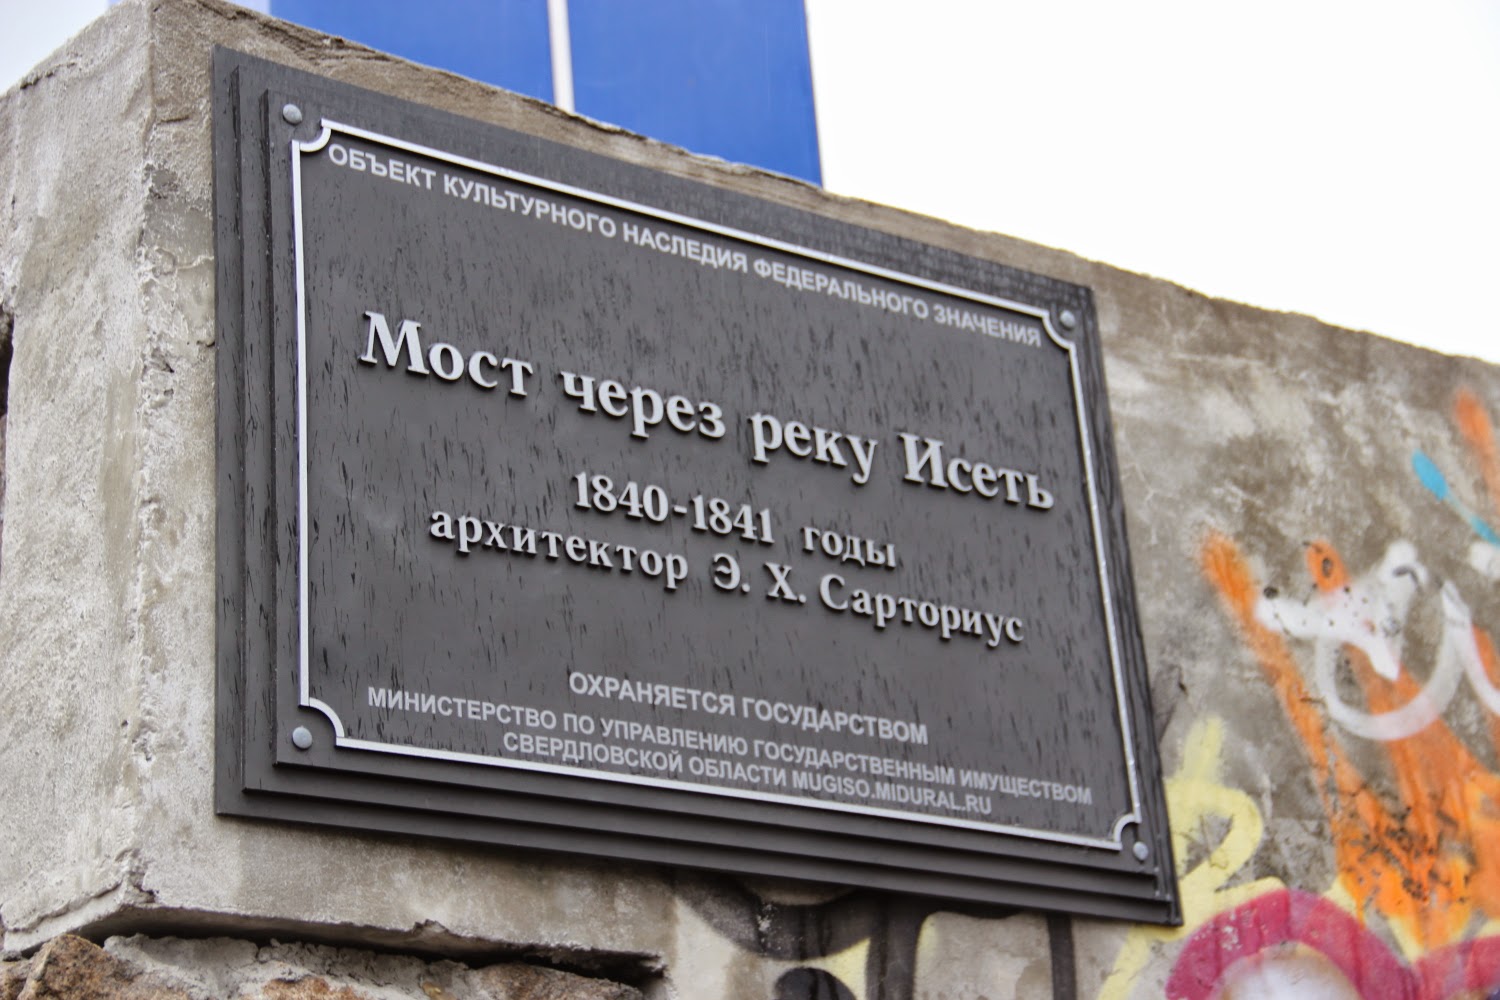 ОБЪЕКТ КУЛЬТУРНОГО НАСЛЕДИЯ ФЕДЕРАЛЬНОГО ЗНАЧЕНИЯ
Мост через реку Исеть
1840-1841 годы
архитектор Э. Х. Сарториус
ОХРАНЯЕТСЯ ГОСУДАРСТВОМ
МИНИСТЕРСТВО ПО УПРАВЛЕНИЮ ГОСУДАРСТВЕННЫМ ИМУЩЕСТВОМ
СВЕРДЛОВСКОЙ ОБЛАСТИ MUGISO.MIDURAL.RU